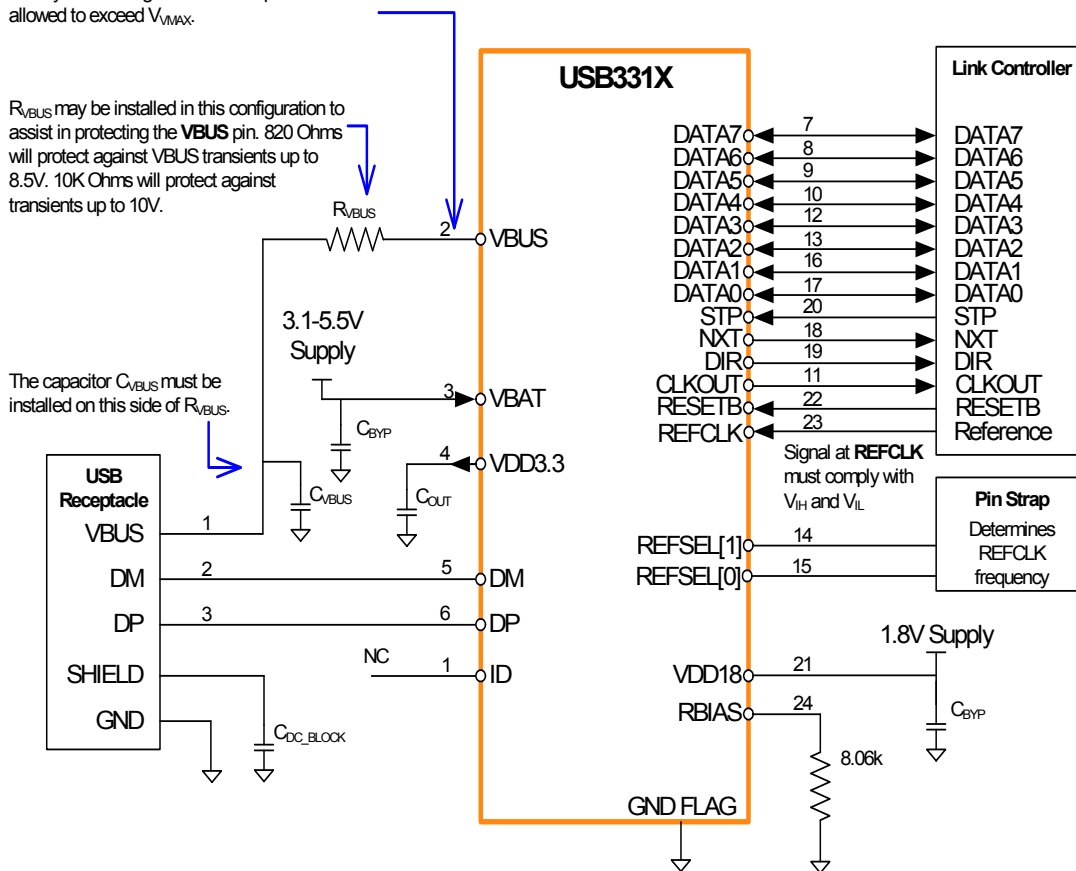 allowed to exceed VVMAX.
RVBUS may be installed in this configuration to
assist in protecting the VBUS pin. 820 Ohms
will protect against VBUS transients up to
8.5V. 10K Ohms will protect against
transients up to 10V.
RVBUS
2
VBUS
3.1-5.5V
Supply
The capacitor CVBUS must be
installed on this side of RVBUS.
3
VBAT
CBYP
4
VDD3.3
CVBUS
COUT
USB
Receptacle
VBUS
1
DM
2
5
DM
DP
3
6
DP
SHIELD
NC
1
ID
GND
CDC_BLOCK
USB331X
Link Controller
DATA7
7
DATA7
DATA6
8
DATA6
DATA5
9
DATA5
DATA4
10
DATA4
DATA3
12
DATA3
DATA2
13
DATA2
DATA1
16
DATA1
DATA0
17
DATA0
STP
20
STP
NXT
18
NXT
DIR
19
DIR
CLKOUT
11
CLKOUT
RESETB
22
RESETB
REFCLK
23
Reference
Signal at REFCLK
must comply with
VIH and VIL
Pin Strap
Determines
REFCLK
frequency
REFSEL[1]
14
REFSEL[0]
15
1.8V Supply
VDD18
21
RBIAS
24
CBYP
8.06k
GND FLAG